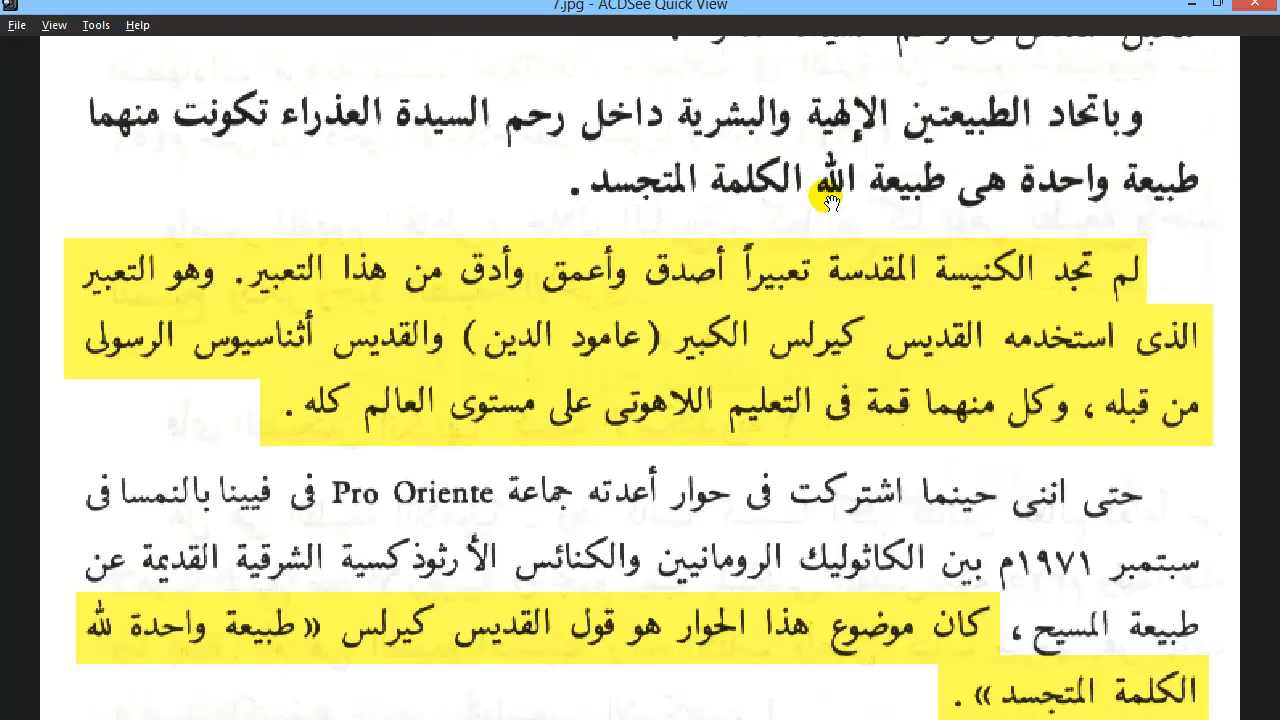 7.jpg - ACDSee Quick View
File View Tools Help
وباتحاد الطبيعتين الإلهية والبشرية داخل رحم السيدة العذراء تكونت منهما
طبيعة واحدة هى طبيعة الله الكلمة المتجسد .
لم تجد الكنيسة المقدسة تعبيراً أصدق وأعمق وأدق من هذا التعبير. وهو التعبير
الذى استخدمه القديس كيرلس الكبير (عامود الدين) والقديس أثناسيوس الرسولى
من قبله، وكل منهما قمة فى التعليم اللاهوتى على مستوى العالم كله .
حتى اننى حينما اشتركت فى حوار أعدته جماعة Pro Oriente فى فيينا بالنمسا فى
سبتمبر ١٩٧١م بين الكاثوليك الرومانيين والكنائس الأرثوذكسية الشرقية القديمة عن
طبيعة المسيح، كان موضوع هذا الحوار هو قول القديس كيرلس «طبيعة واحدة لله
الكلمة المتجسد» .